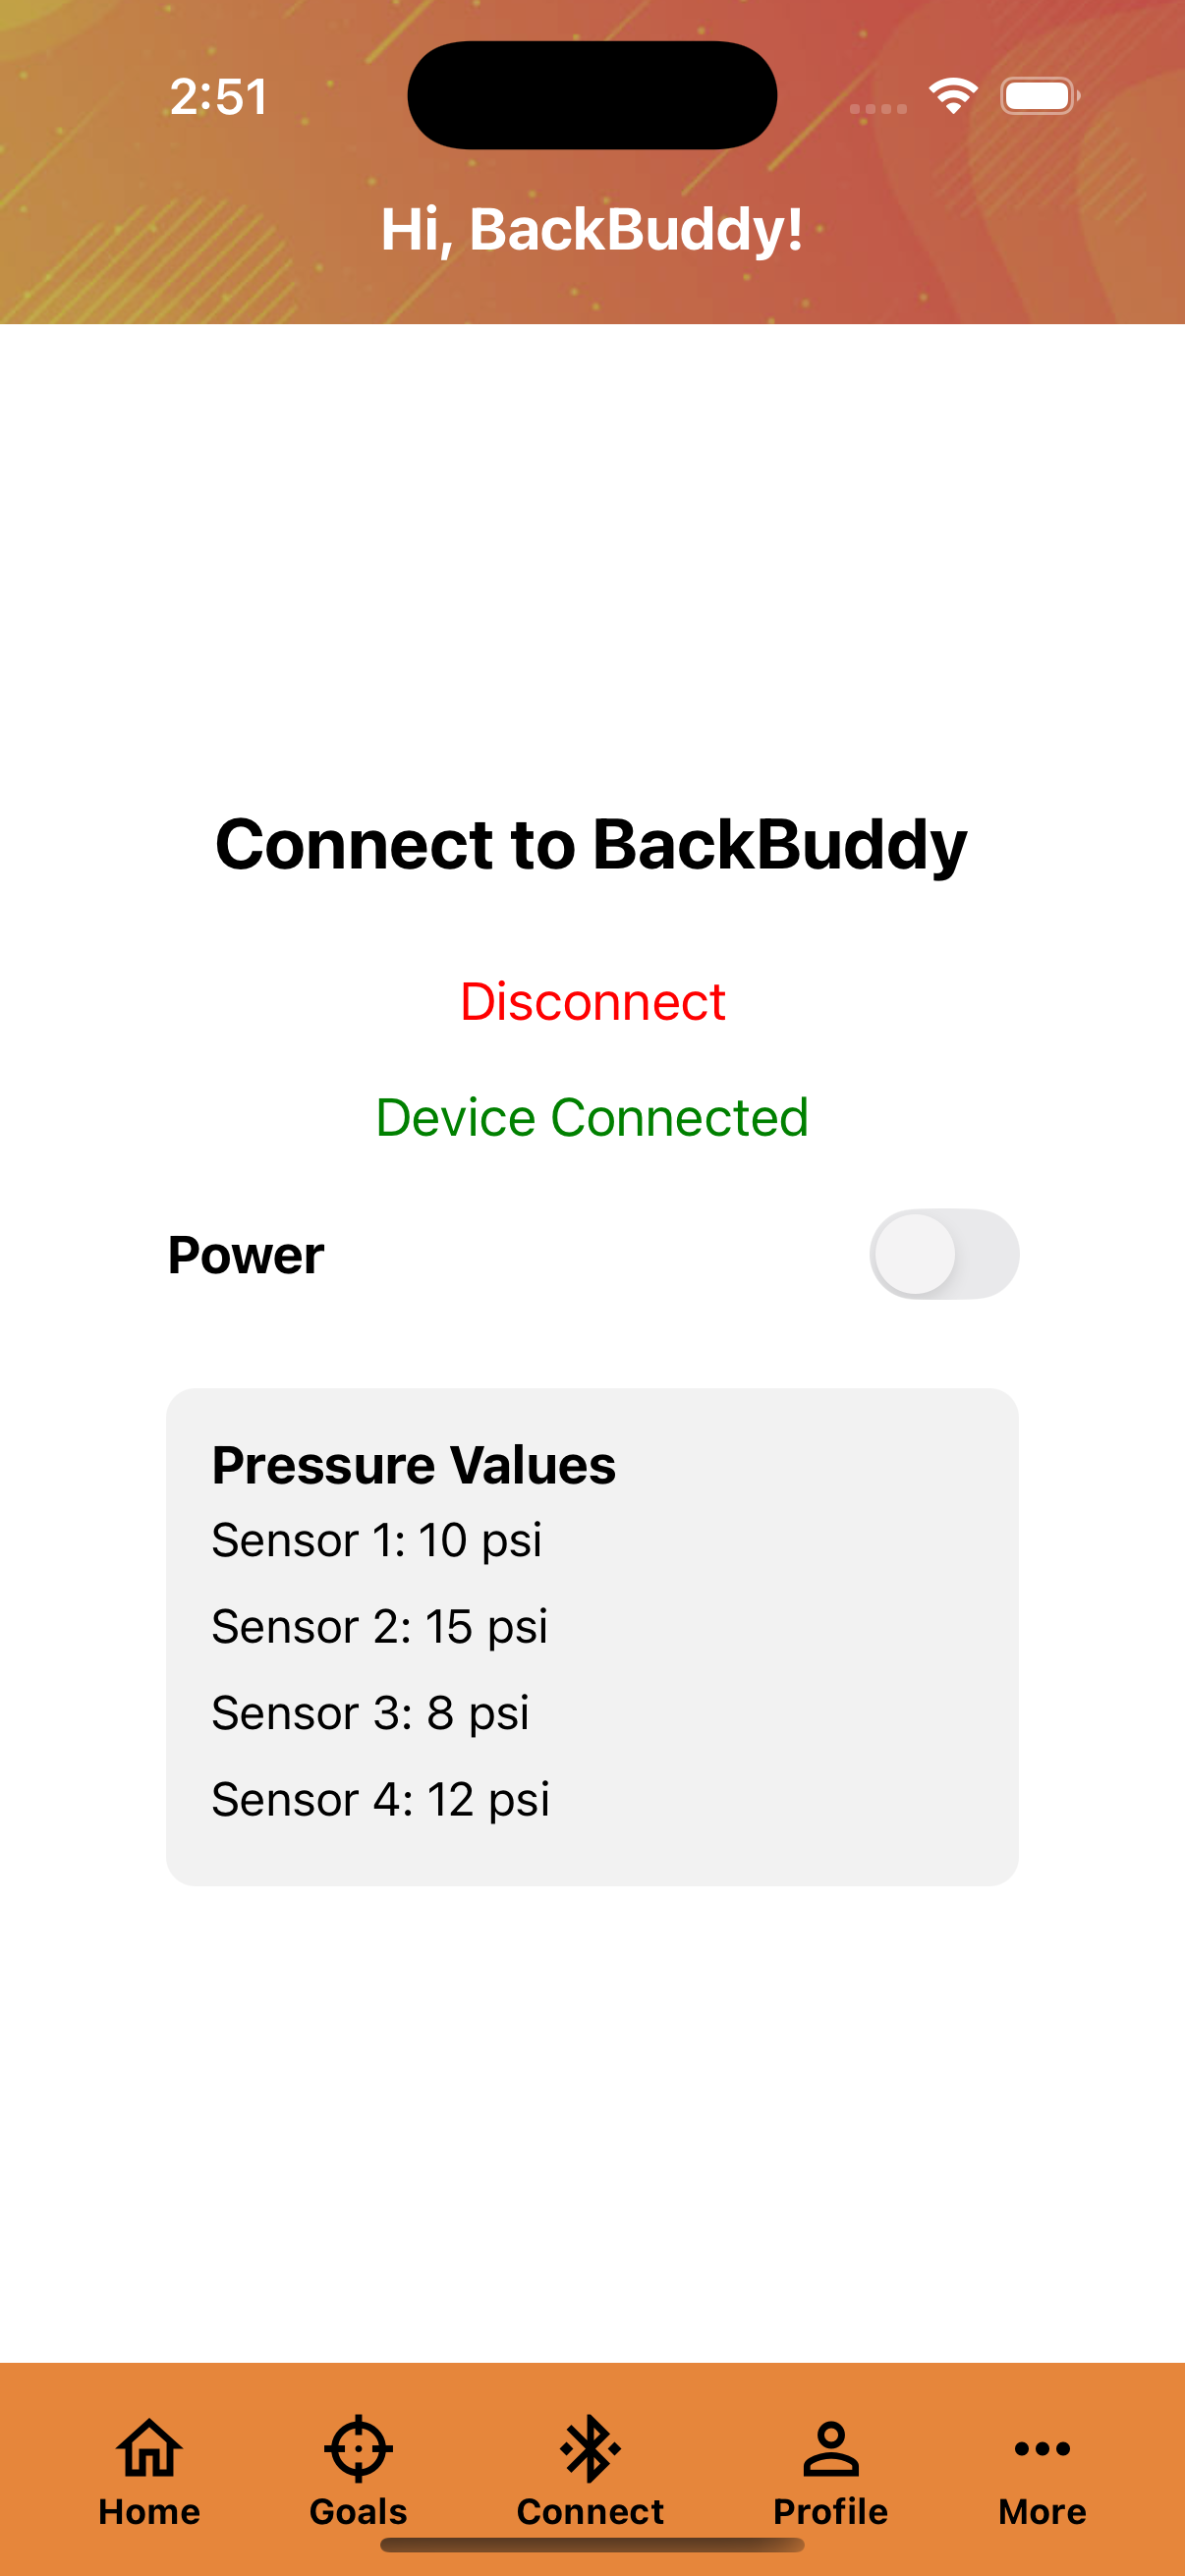 2:51
Hi, BackBuddy!
Connect to BackBuddy
Disconnect
Device Connected
Power
Pressure Values
Sensor 1: 10 psi
Sensor 2: 15 psi
Sensor 3: 8 psi
Sensor 4: 12 psi
Home Goals Connect Profile More